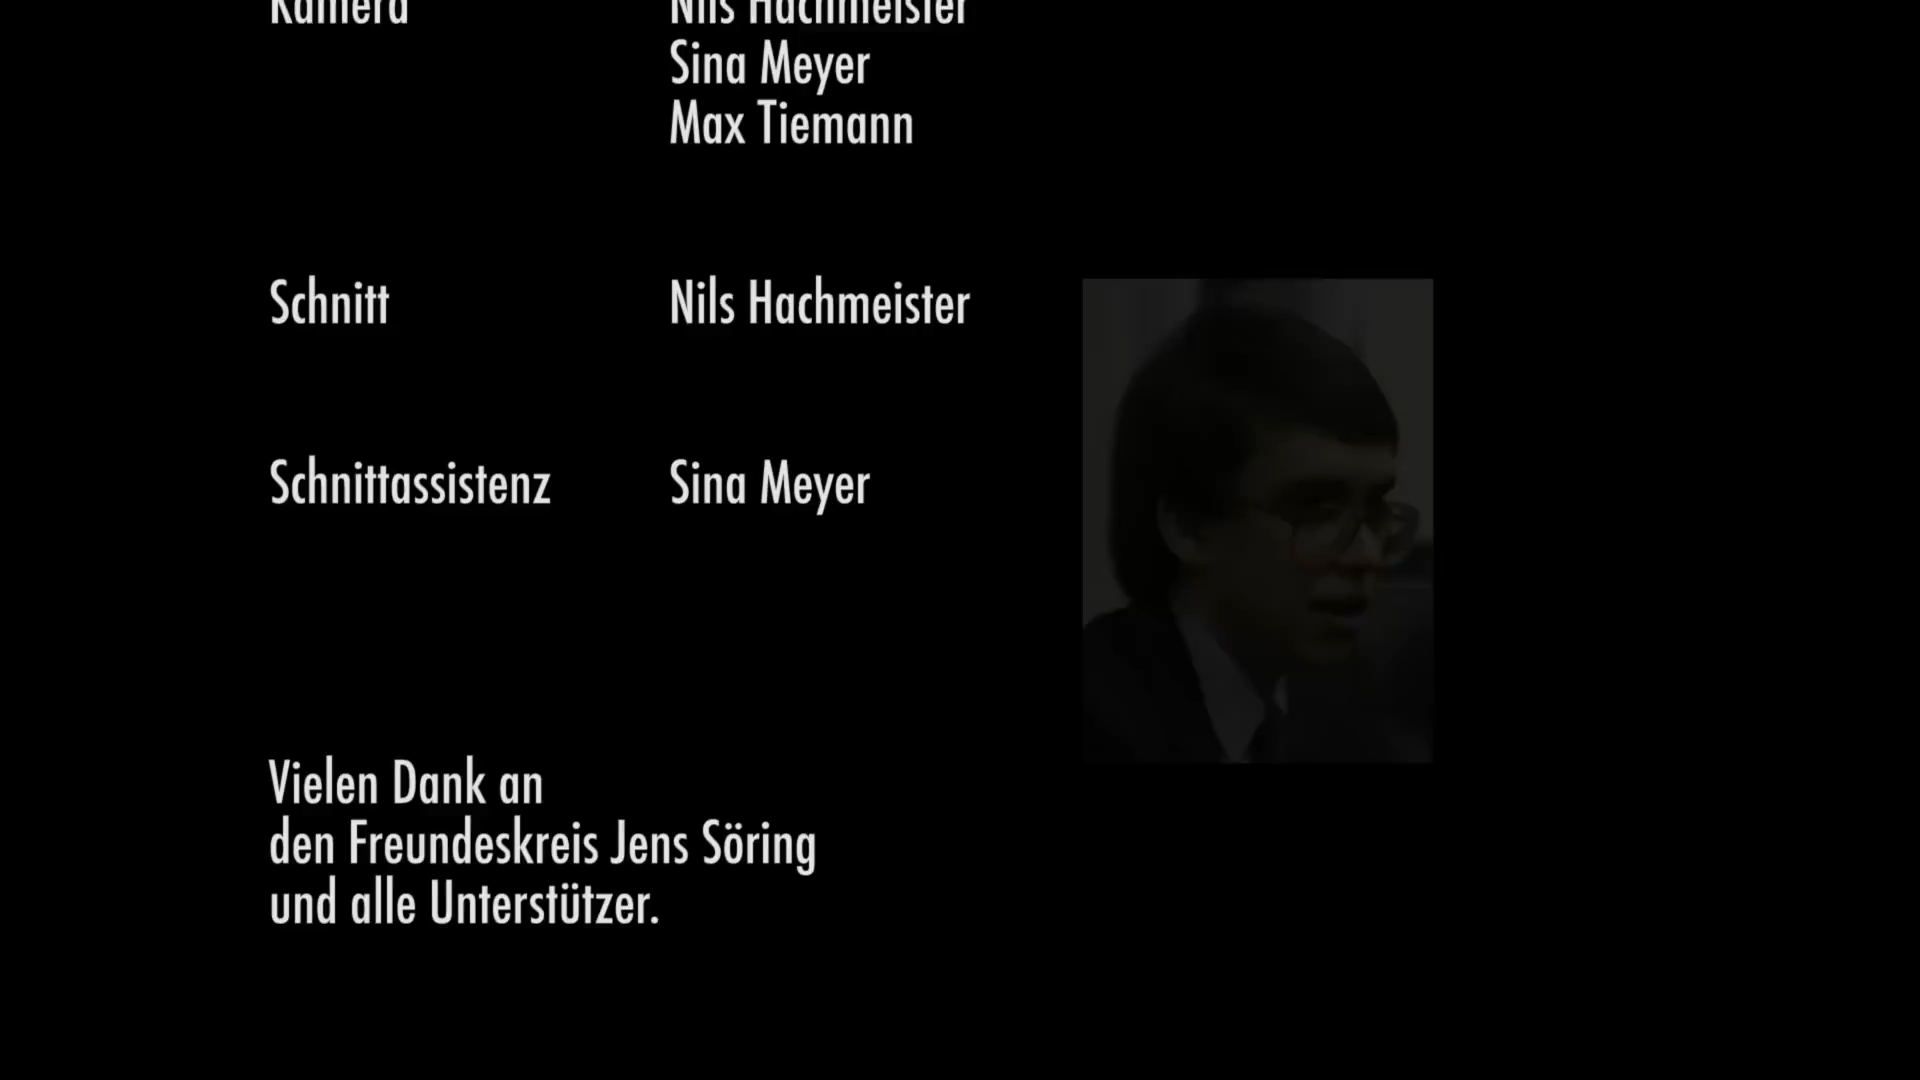 Kamera Nils Hachmeister
Sina Meyer
Max Tiemann
Schnitt Nils Hachmeister
Schnittassistenz Sina Meyer
Vielen Dank an
den Freundeskreis Jens Söring
und alle Unterstützer.